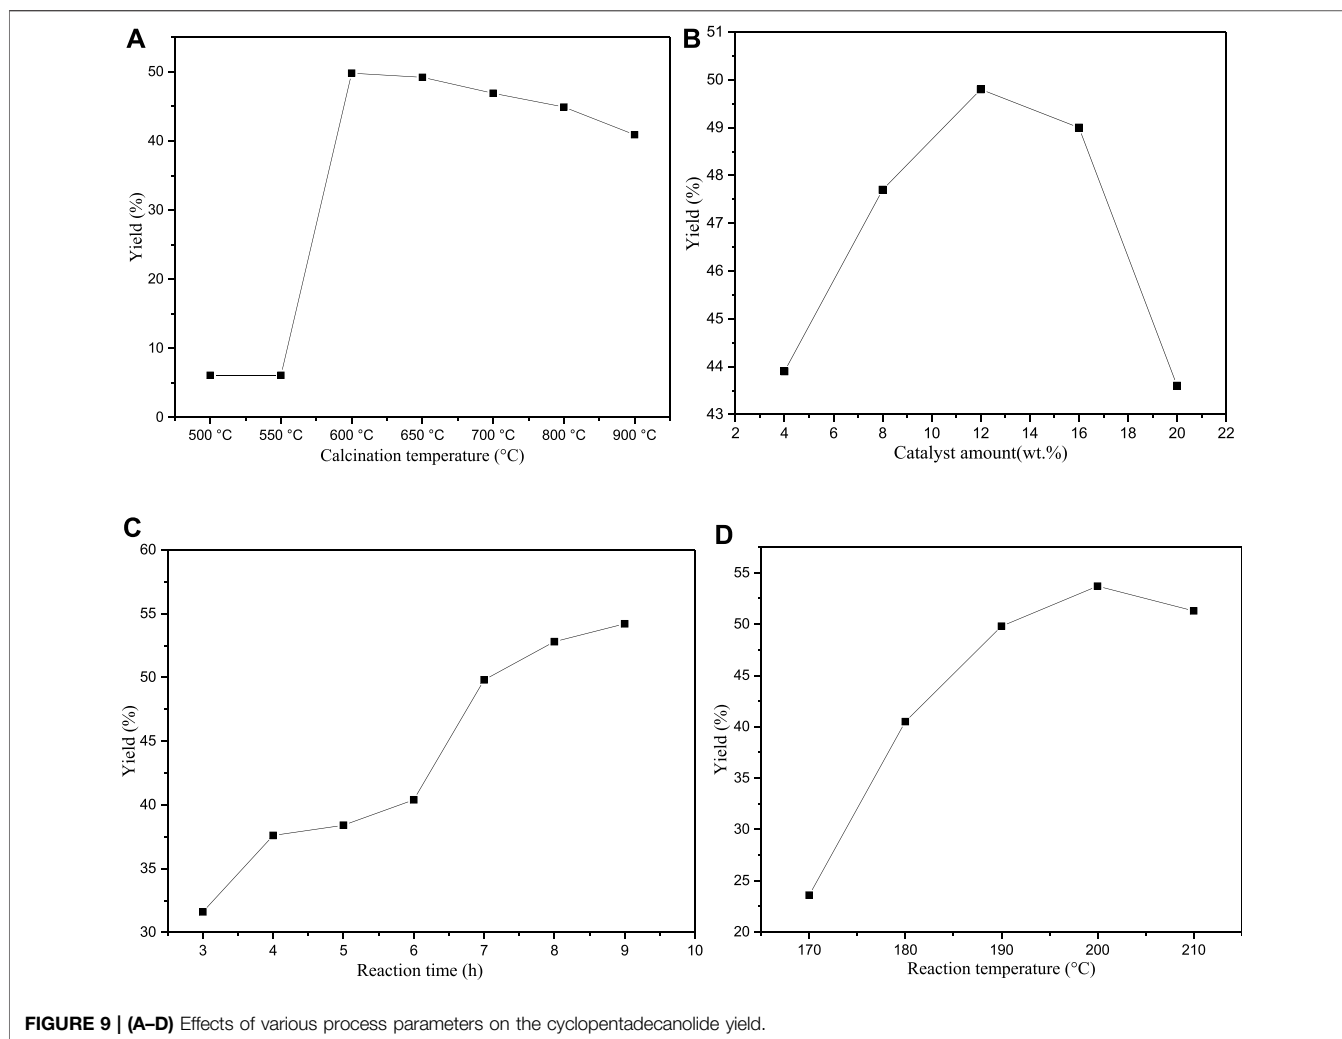 A
50
40
30
20
10
0
Yield (%)
500 °C 550 °C 600 °C 650 °C 700 °C 800 °C 900 °C
Calcination temperature (°C)
B
51
50
49
48
47
46
45
44
43
Yield (%)
2 4 6 8 10 12 14 16 18 20 22
Catalyst amount(wt.%)
C
60
55
50
45
40
35
30
Yield (%)
3 4 5 6 7 8 9 10
Reaction time (h)
D
55
50
45
40
35
30
25
20
Yield (%)
170 180 190 200 210
Reaction temperature (°C)
FIGURE 9 | (A–D) Effects of various process parameters on the cyclopentadecanolide yield.